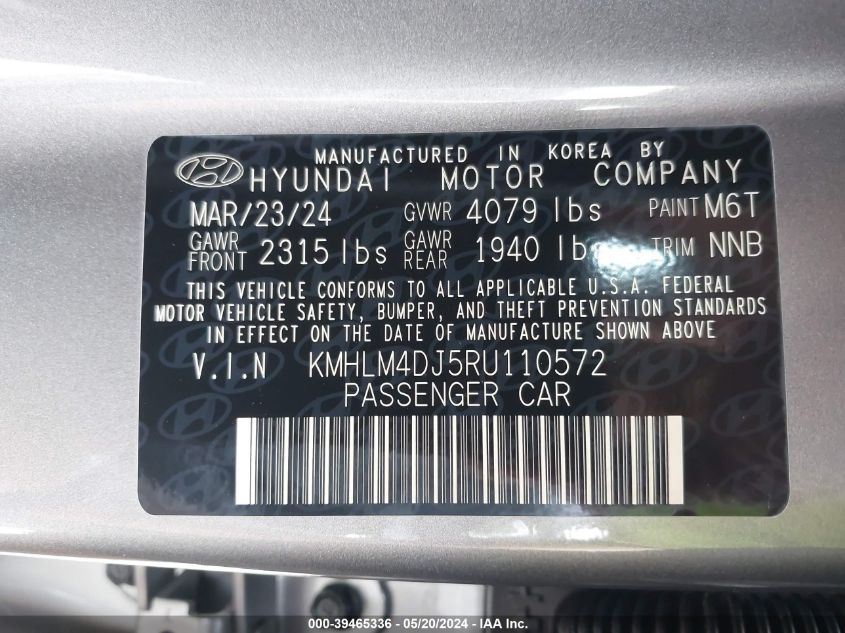 MANUFACTURED IN KOREA BY
HYUNDAI MOTOR COMPANY
MAR/23/24 GVWR 4079 lbs PAINT M6T
GAWR FRONT 2315 lbs GAWR REAR 1940 lbs TRIM NNB
THIS VEHICLE CONFORMS TO ALL APPLICABLE U.S.A. FEDERAL
MOTOR VEHICLE SAFETY, BUMPER, AND THEFT PREVENTION STANDARDS
IN EFFECT ON THE DATE OF MANUFACTURE SHOWN ABOVE
V.I.N KMHLM4DJ5RU110572
PASSENGER CAR
000-39465336 - 05/20/2024 - IAA Inc.